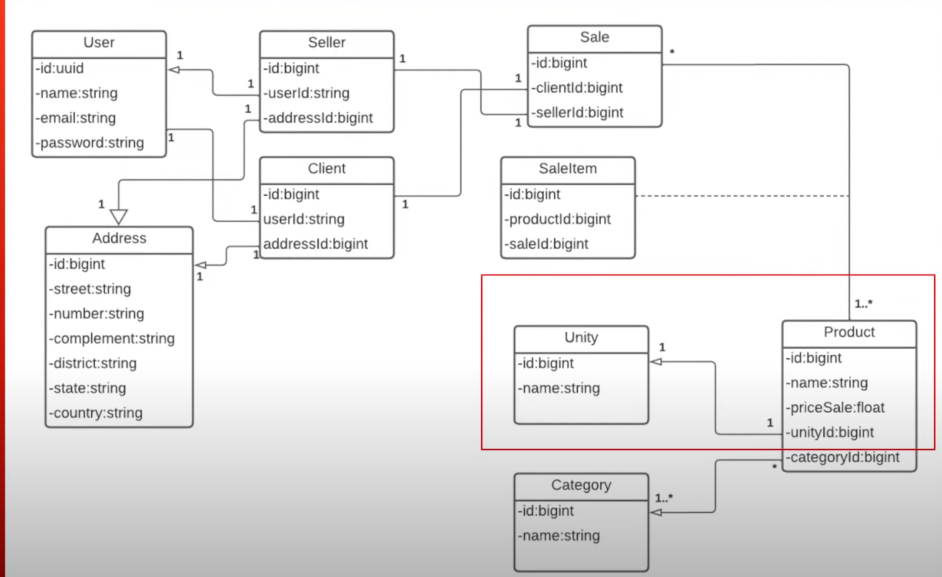 User
-id:uuid
-name:string
-email:string
-password:string
1
1
Seller
-id:bigint
-userId:string
-addressId:bigint
1
1
1
Sale
-id:bigint
-clientId:bigint
-sellerId:bigint
1
1
*
Client
-id:bigint
userId:string
addressId:bigint
1
1
1
SaleItem
-id:bigint
-productId:bigint
-saleId:bigint
1
Address
-id:bigint
-street:string
-number:string
-complement:string
-district:string
-state:string
-country:string
1
Unity
-id:bigint
-name:string
1
1..*
Product
-id:bigint
-name:string
-priceSale:float
-unityId:bigint
-categoryId:bigint
1
*
Category
-id:bigint
-name:string
1..*